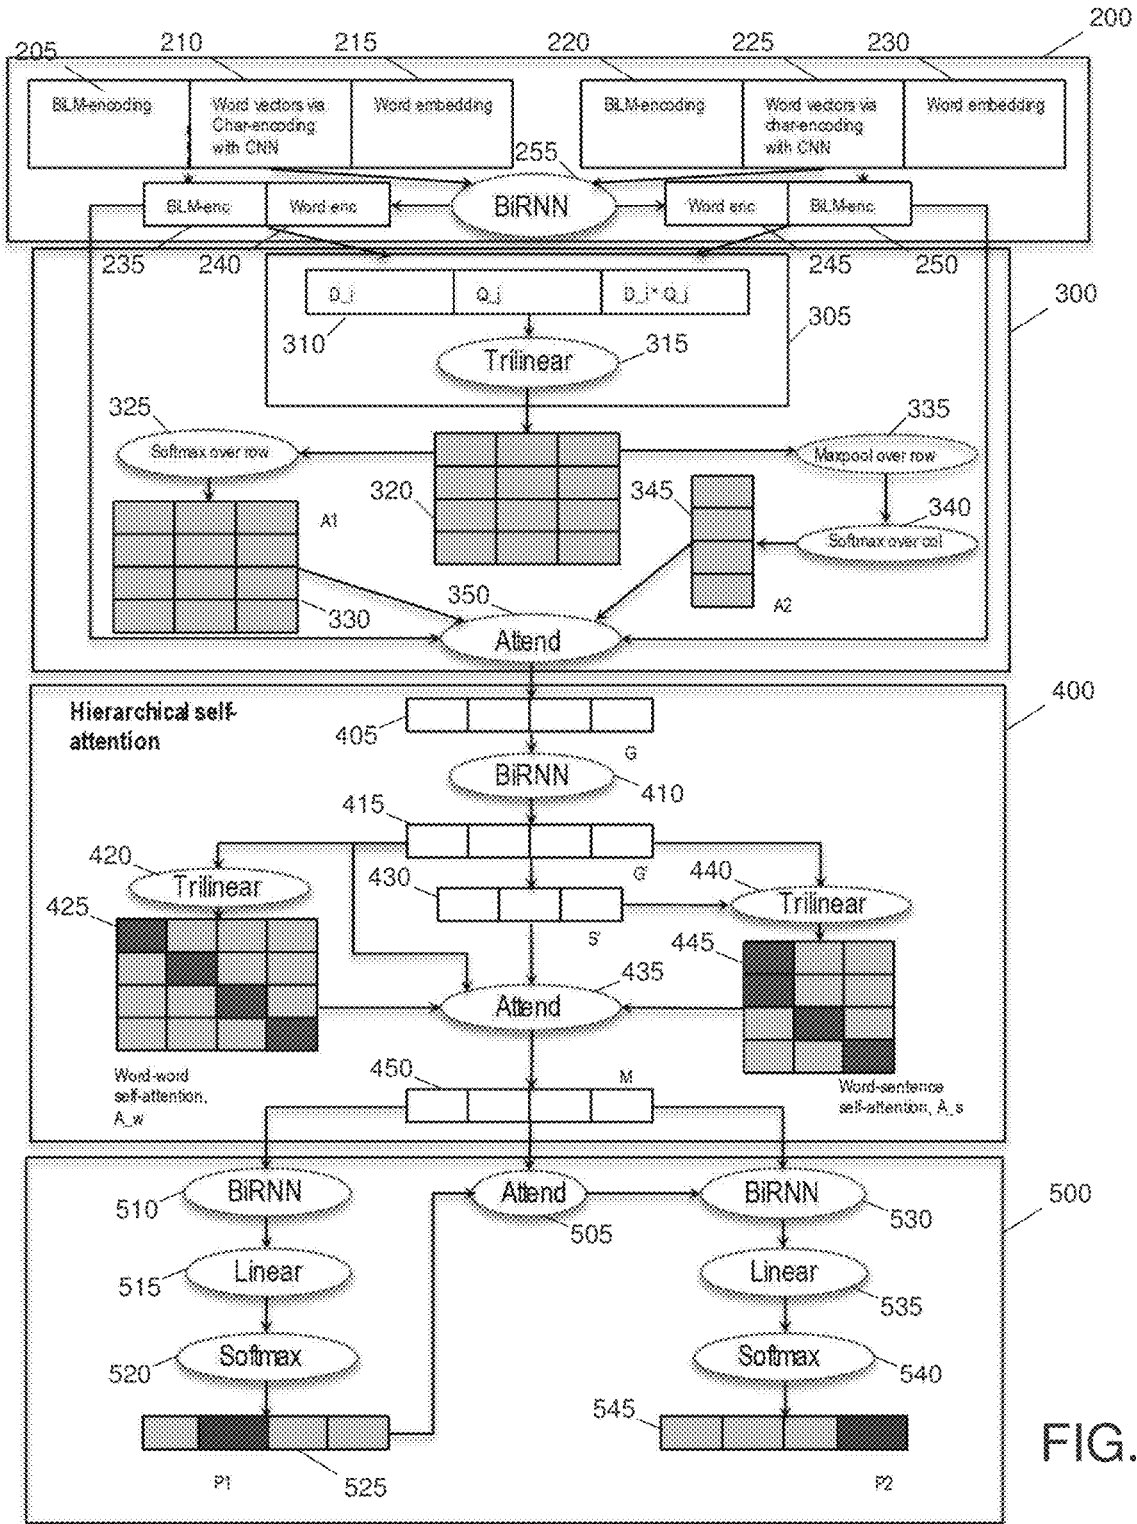 200
205 210 215 220 225 230
BiLM-encoding
Word vectors via
Char-encoding
with CNN
Word embedding
BiLM-encoding
Word vectors via
char-encoding
with CNN
Word embedding
255
BiRNN
BiLM-enc Word enc
Word enc BiLM-enc
235 240 245 250
300
D_i Q_j D_i * Q_j
310
305
Trilinear
315
325
Softmax over row
335
Maxpool over row
320
345
340
Softmax over col
A1
A2
330
350
Attend
400
Hierarchical self-
attention
405
G
BiRNN
410
415
G'
420
Trilinear
430
S'
440
Trilinear
425
445
435
Attend
Word-word
self-attention,
A_w
450
M
Word-sentence
self-attention, A_s
500
510
BiRNN
Attend
505
BiRNN
530
515
Linear
Linear
535
520
Softmax
Softmax
540
545
P1
525
P2
FIG.